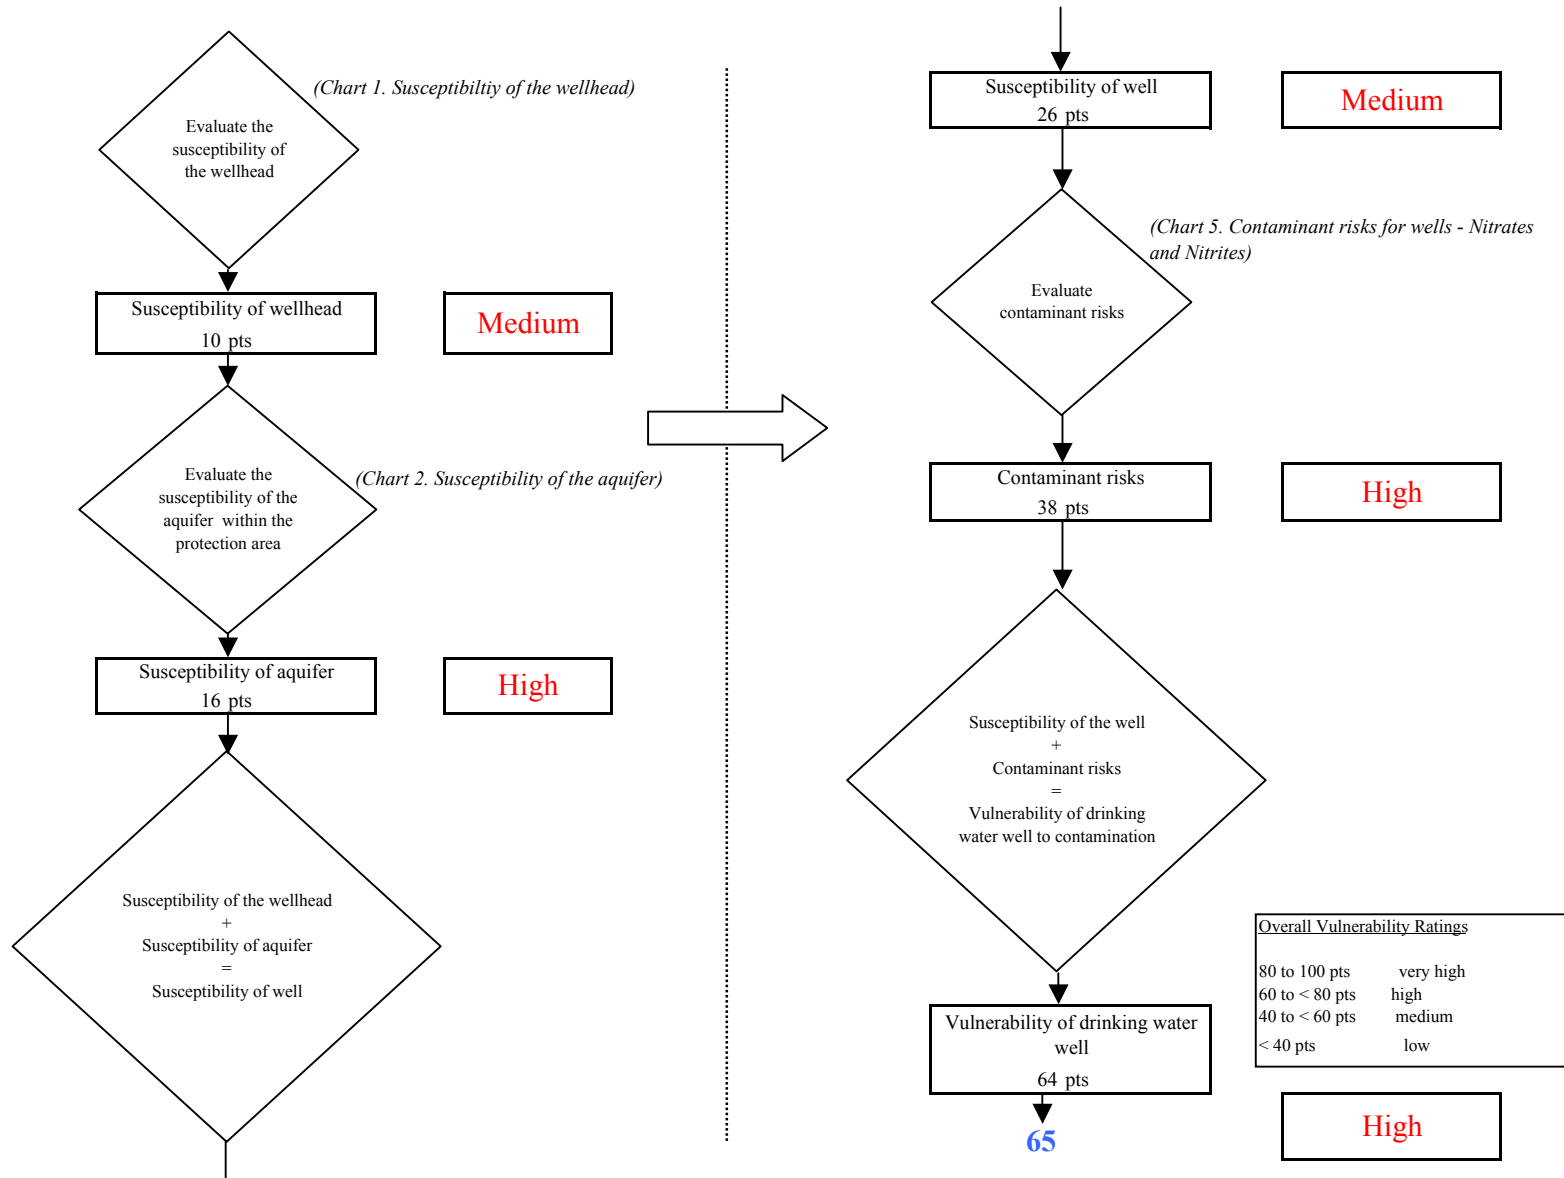 (Chart 1. Susceptibiltiy of the wellhead)
Evaluate the
susceptibility of
the wellhead
Susceptibility of wellhead
10 pts
Medium
Evaluate the
susceptibility of the
aquifer within the
protection area
(Chart 2. Susceptibility of the aquifer)
Susceptibility of aquifer
16 pts
High
Susceptibility of the wellhead
+
Susceptibility of aquifer
=
Susceptibility of well
Susceptibility of well
26 pts
Medium
(Chart 5. Contaminant risks for wells - Nitrates
and Nitrites)
Evaluate
contaminant risks
Contaminant risks
38 pts
High
Susceptibility of the well
+
Contaminant risks
=
Vulnerability of drinking
water well to contamination
Overall Vulnerability Ratings
80 to 100 pts very high
60 to < 80 pts high
40 to < 60 pts medium
< 40 pts low
Vulnerability of drinking water
well
64 pts
65
High